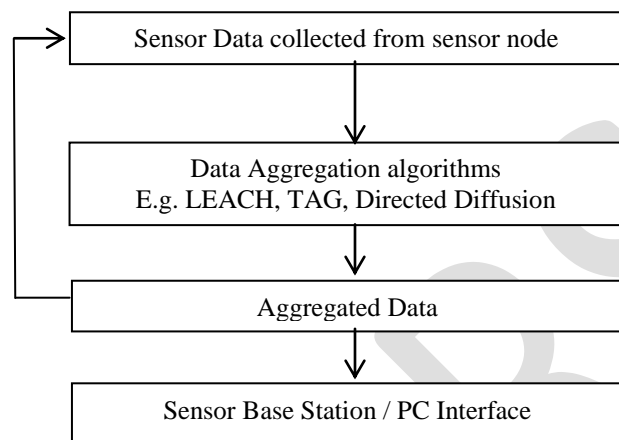 Sensor Data collected from sensor node
Data Aggregation algorithms
E.g. LEACH, TAG, Directed Diffusion
Aggregated Data
Sensor Base Station / PC Interface